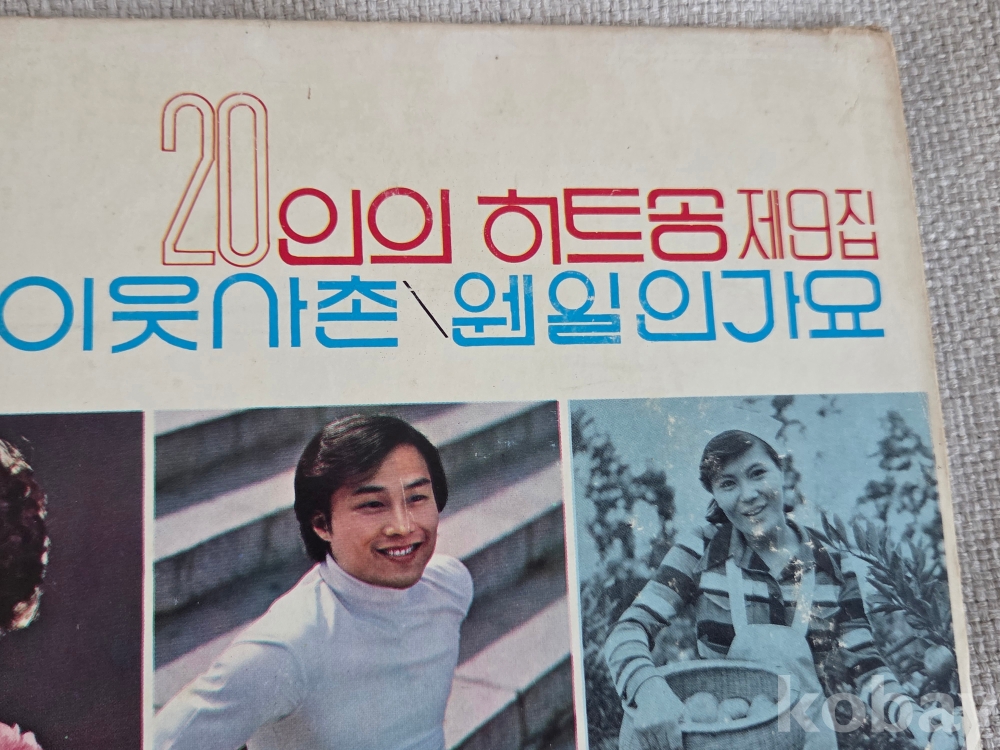 20인의 히트송 제9집
이웃사촌\웬일인가요
kobay